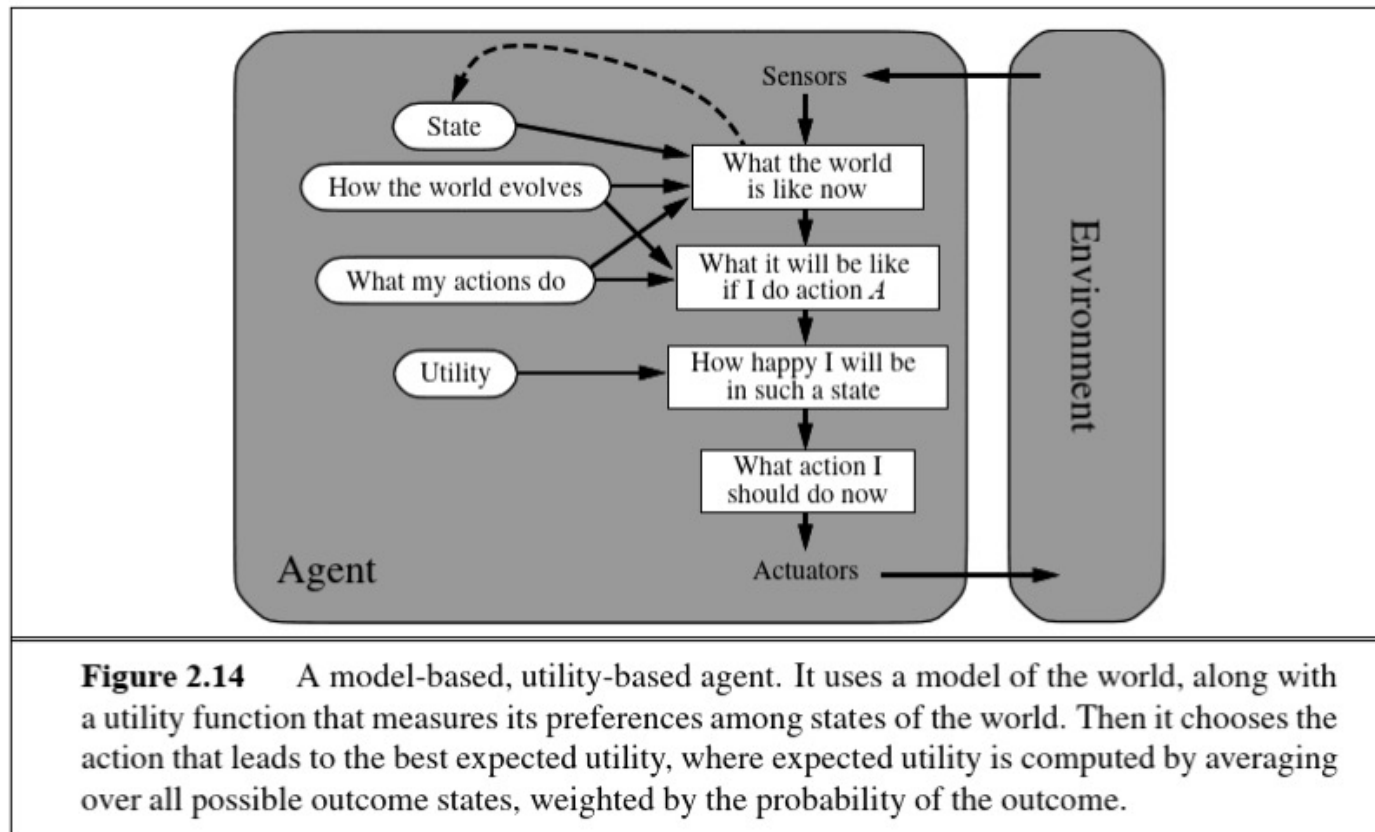 Sensors
State
What the world
is like now
How the world evolves
What it will be like
if I do action A
What my actions do
How happy I will be
in such a state
Utility
What action I
should do now
Agent
Actuators
Environment
Figure 2.14 A model-based, utility-based agent. It uses a model of the world, along with
a utility function that measures its preferences among states of the world. Then it chooses the
action that leads to the best expected utility, where expected utility is computed by averaging
over all possible outcome states, weighted by the probability of the outcome.